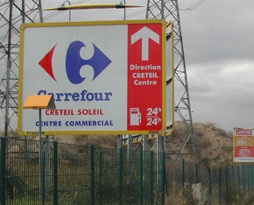 Carrefour
CRETEIL SOLEIL
CENTRE COMMERCIAL
Direction
CRETEIL
Centre
24h
24h